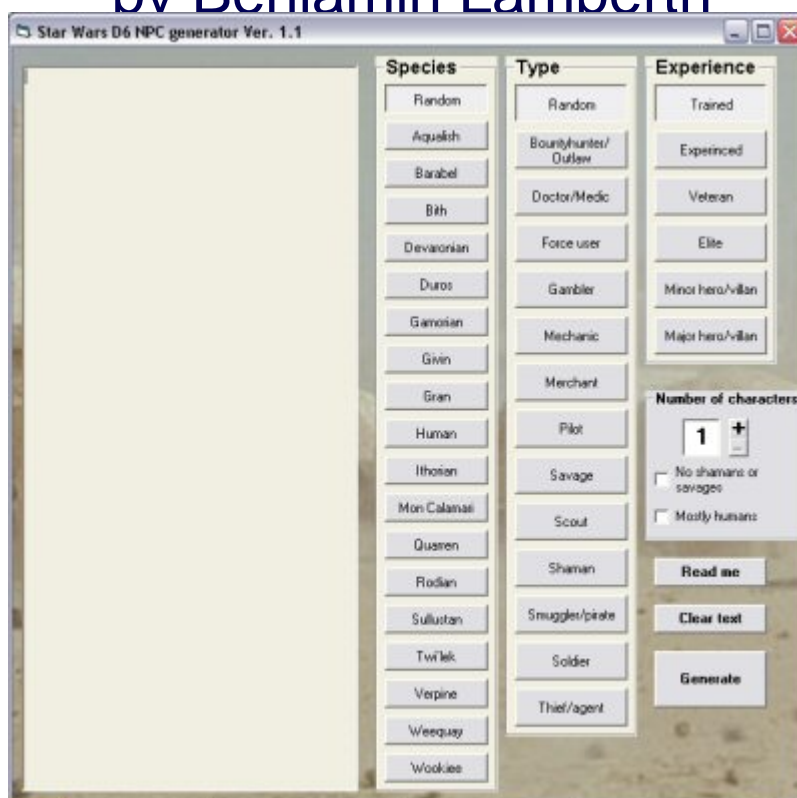 by Benjamin Lamberth
Star Wars D6 NPC generator Ver. 1.1
Species
Random
Aqualish
Barabel
Bith
Devaronian
Duros
Gamorian
Givin
Gran
Human
Ithorian
Mon Calamari
Quarren
Rodian
Sullustan
Twi'lek
Verpine
Weequay
Wookiee
Type
Random
Bountyhunter/
Outlaw
Doctor/Medic
Force user
Gambler
Mechanic
Merchant
Pilot
Savage
Scout
Shaman
Smuggler/pirate
Soldier
Thief/agent
Experience
Trained
Experinced
Veteran
Elite
Minor hero/villan
Major hero/villan
Number of characters
1
+
-
No shamans or
savages
Mostly humans
Read me
Clear text
Generate